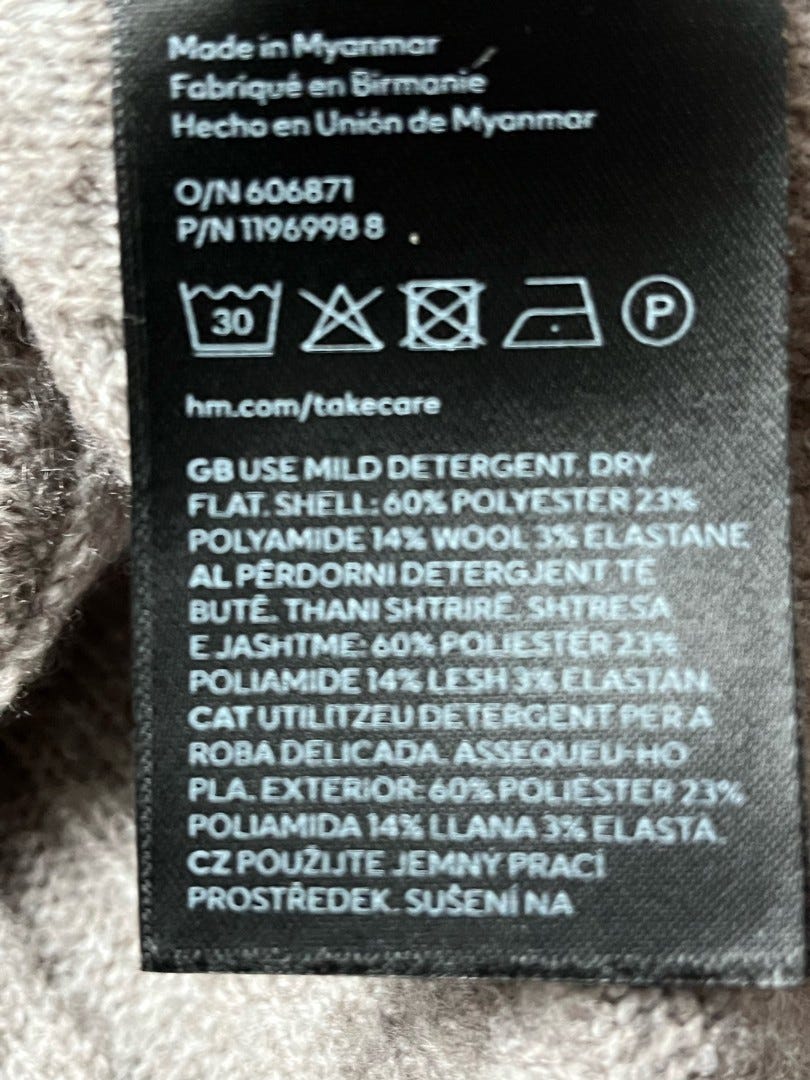 Made in Myanmar
Fabriqué en Birmanie
Hecho en Unión de Myanmar
O/N 606871
P/N 1196998 8
30 P
hm.com/takecare
GB USE MILD DETERGENT. DRY
FLAT. SHELL: 60% POLYESTER 23%
POLYAMIDE 14% WOOL 3% ELASTANE
AL PËRDORNI DETERGJENT TË
BUTË. THANI SHTRIRË. SHTRESA
E JASHTME: 60% POLIESTER 23%
POLIAMIDE 14% LESH 3% ELASTAN.
CAT UTILITZEU DETERGENT PER A
ROBA DELICADA. ASSEQUEU-HO
PLA. EXTERIOR: 60% POLIÈSTER 23%
POLIAMIDA 14% LLANA 3% ELASTÀ.
CZ POUŽIJTE JEMNÝ PRACÍ
PROSTŘEDEK. SUŠENÍ NA